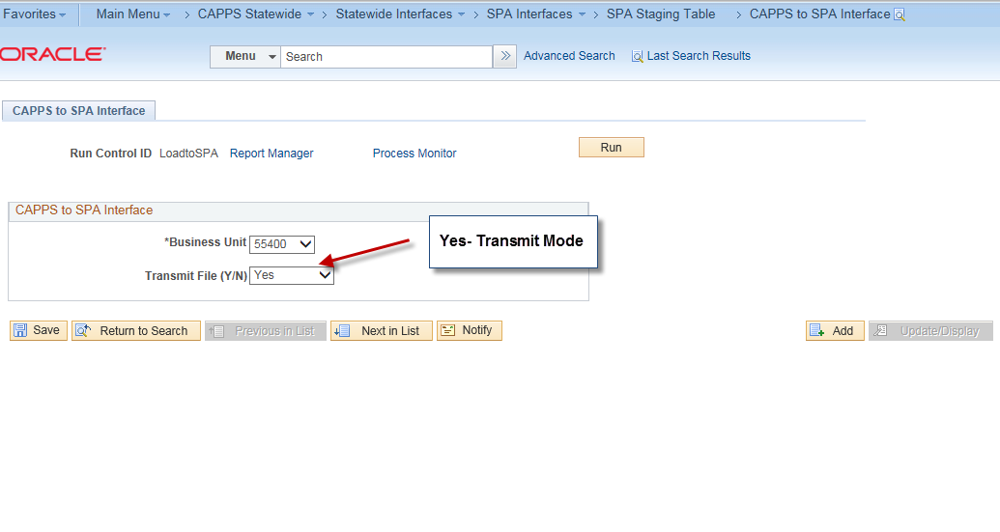 Favorites Main Menu > CAPPS Statewide > Statewide Interfaces > SPA Interfaces > SPA Staging Table > CAPPS to SPA Interface
ORACLE
Menu Search Advanced Search Last Search Results
CAPPS to SPA Interface
Run Control ID LoadtoSPA Report Manager Process Monitor Run
CAPPS to SPA Interface
*Business Unit 55400
Yes- Transmit Mode
Transmit File (Y/N) Yes
Save Return to Search Previous in List Next in List Notify Add Update/Display